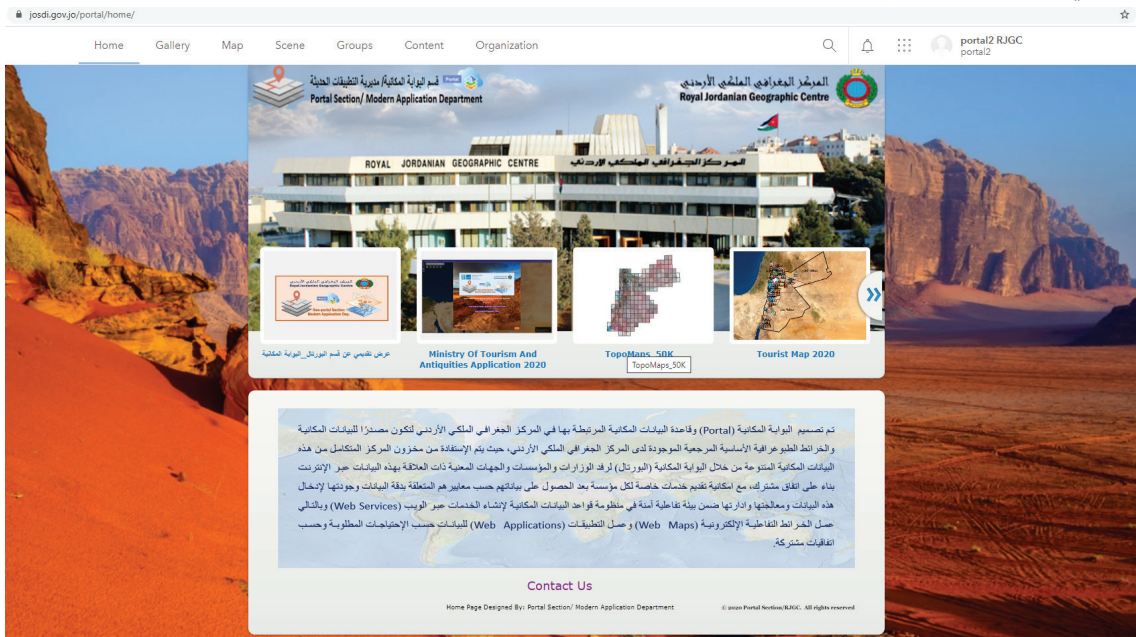 josdi.gov.jo/portal/home/
Home Gallery Map Scene Groups Content Organization
portal2 RJGC
portal2
قسم البوابة المكانية/ مديرية التطبيقات الحديثة
Portal
Portal Section/ Modern Application Department
المركز الجغرافي الملكي الأردني
Royal Jordanian Geographic Centre
ROYAL JORDANIAN GEOGRAPHIC CENTRE المركز الجغرافي الملكي الاردني
عرض تقديمي عن قسم البورتال_البوابة المكانية
Ministry Of Tourism And
Antiquities Application 2020
TopoMaps_50K
Tourist Map 2020
TopoMaps_50K
تم تصميم البوابة المكانية (Portal) وقاعدة البيانات المكانية المرتبطة بها في المركز الجغرافي الملكي الأردني لتكون مصدرًا للبيانات المكانية
والخرائط الطبوغرافية الأساسية المرجعية الموجودة لدى المركز الجغرافي الملكي الأردني، حيث يتم الإستفادة من مخزون المركز المتكامل من هذه
البيانات المكانية المتنوعة من خلال البوابة المكانية (البورتال) لرفد الوزارات والمؤسسات والجهات المعنية ذات العلاقة بهذه البيانات عبر الإنترنت
بناء على اتفاق مشترك، مع امكانية تقديم خدمات خاصة لكل مؤسسة بعد الحصول على بياناتهم حسب معاييرهم المتعلقة بدقة البيانات وجودتها لإدخال
هذه البيانات ومعالجتها وادارتها ضمن بيئة تفاعلية آمنة في منظومة قواعد البيانات المكانية لإنشاء الخدمات عبر الويب (Web Services) وبالتالي
عمل الخرائط التفاعلية الإلكترونية (Web Maps) وعمل التطبيقات (Web Applications) للبيانات حسب الإحتياجات المطلوبة وحسب
اتفاقيات مشتركة.
Contact Us
Home Page Designed By: Portal Section/ Modern Application Department
© 2020 Portal Section/RJGC. All rights reserved